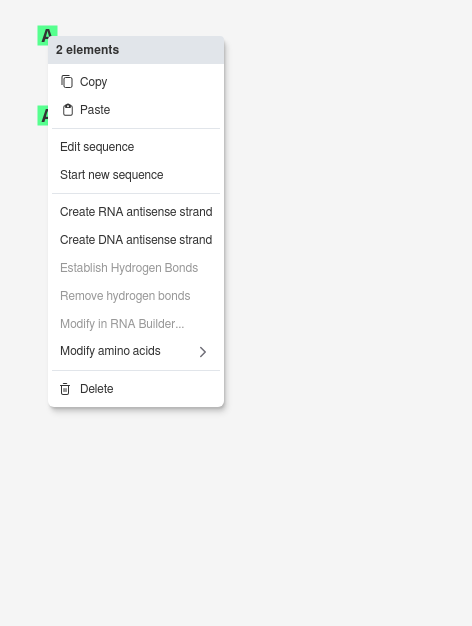 A
2 elements
Copy
Paste
A
Edit sequence
Start new sequence
Create RNA antisense strand
Create DNA antisense strand
Establish Hydrogen Bonds
Remove hydrogen bonds
Modify in RNA Builder...
Modify amino acids
Delete